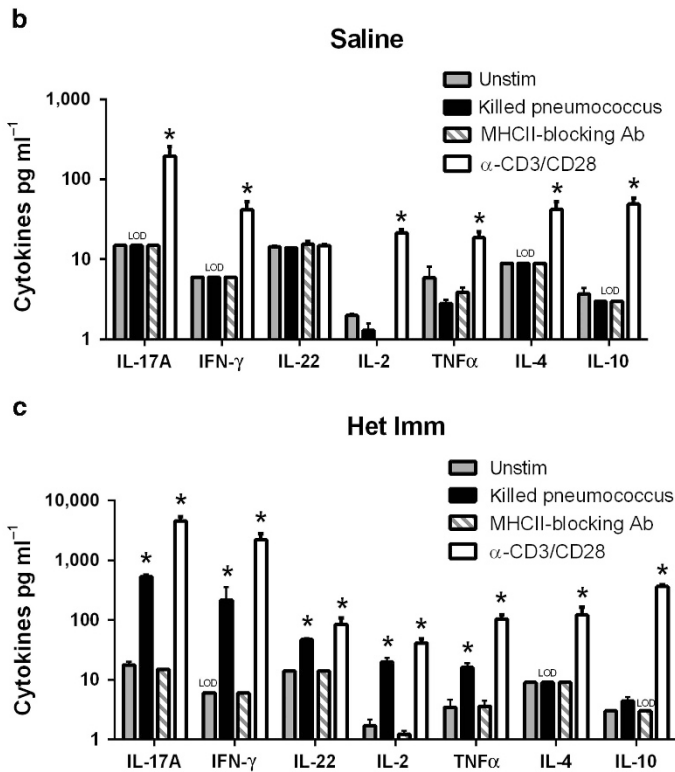 b
Saline
Unstim
Killed pneumococcus
MHCII-blocking Ab
α-CD3/CD28
Cytokines pg ml⁻¹
1,000
100
10
1
*
*
*
*
*
*
LOD
LOD
LOD
LOD
IL-17A IFN-γ IL-22 IL-2 TNFα IL-4 IL-10
c
Het Imm
Unstim
Killed pneumococcus
MHCII-blocking Ab
α-CD3/CD28
Cytokines pg ml⁻¹
10,000
1,000
100
10
1
* *
* *
* *
* *
* *
*
*
LOD
LOD
LOD
IL-17A IFN-γ IL-22 IL-2 TNFα IL-4 IL-10